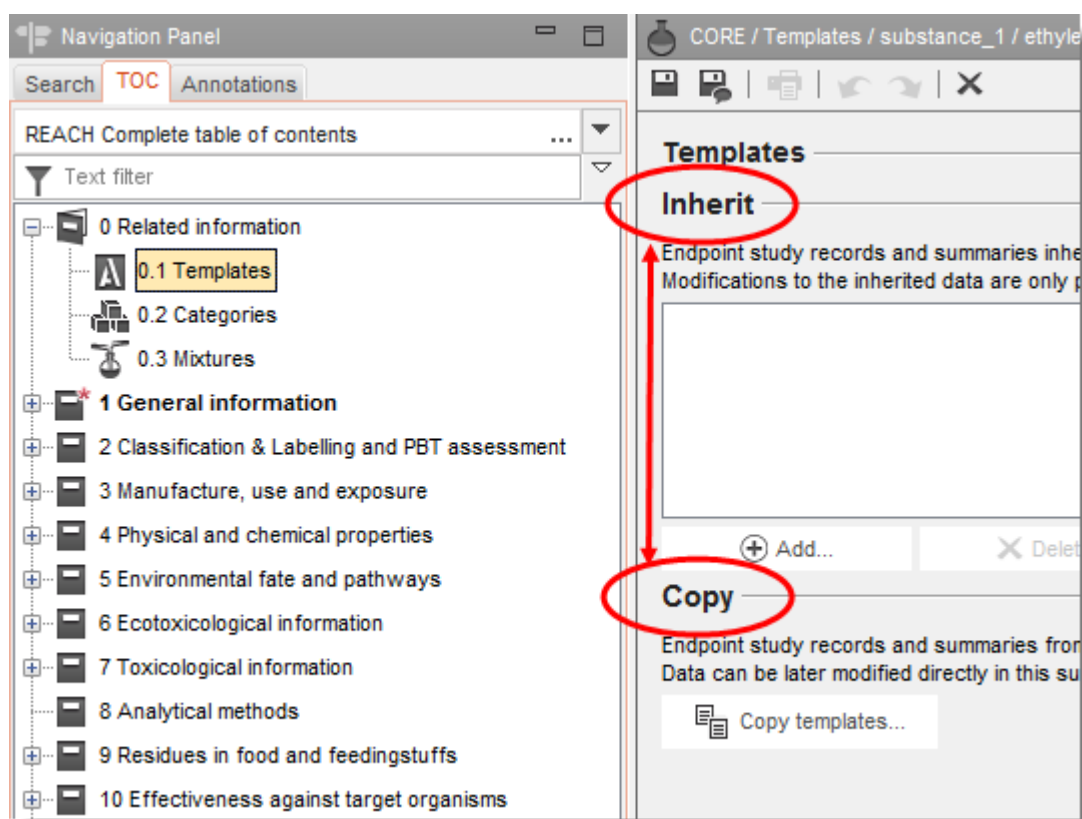 Navigation Panel
Search TOC Annotations
REACH Complete table of contents ...
Text filter
0 Related information
0.1 Templates
0.2 Categories
0.3 Mixtures
1 General information
2 Classification & Labelling and PBT assessment
3 Manufacture, use and exposure
4 Physical and chemical properties
5 Environmental fate and pathways
6 Ecotoxicological information
7 Toxicological information
8 Analytical methods
9 Residues in food and feedingstuffs
10 Effectiveness against target organisms
CORE / Templates / substance_1 / ethyle
Templates
Inherit
Endpoint study records and summaries inhe
Modifications to the inherited data are only p
Add... Delet
Copy
Endpoint study records and summaries fror
Data can be later modified directly in this su
Copy templates...